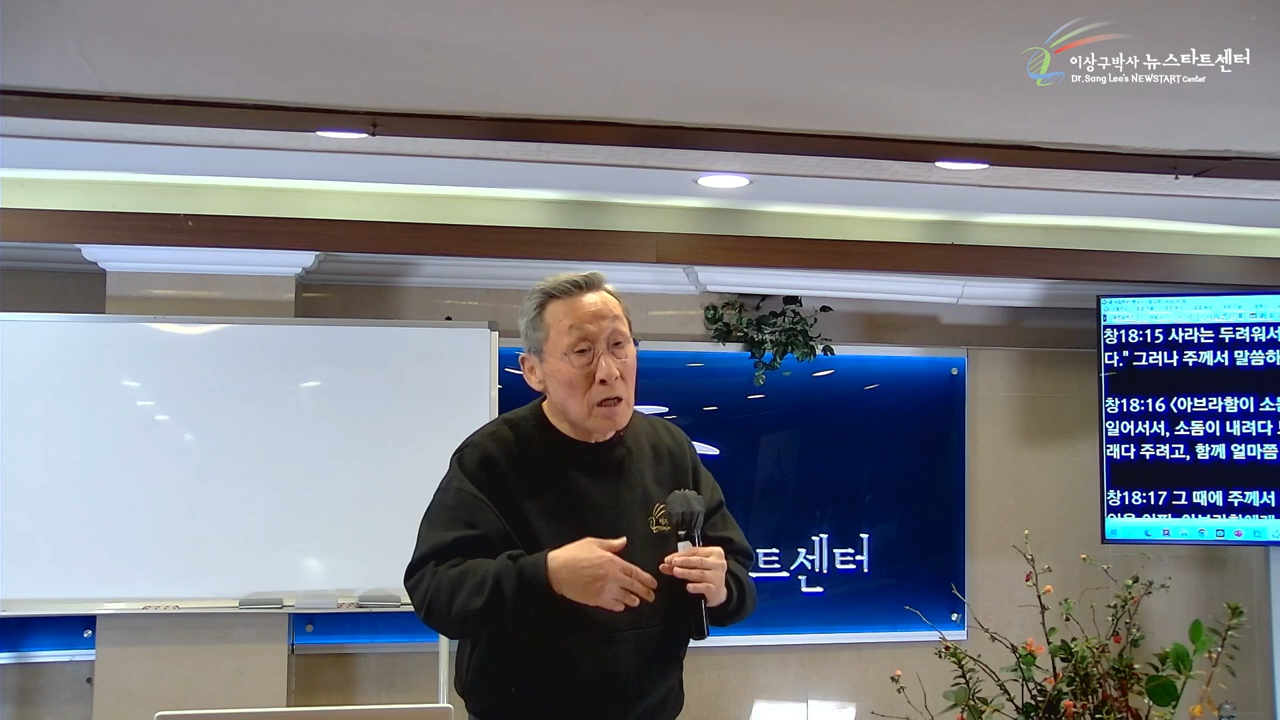 이상구박사 뉴스타트센터
Dr. Sang Lee's NEWSTART Center
창18:15 사라는 두려워서
다." 그러나 주께서 말씀하
창18:16 <아브라함이 소돔
일어서서, 소돔이 내려다
래다 주려고, 함께 얼마쯤
창18:17 그 때에 주께서
타트센터